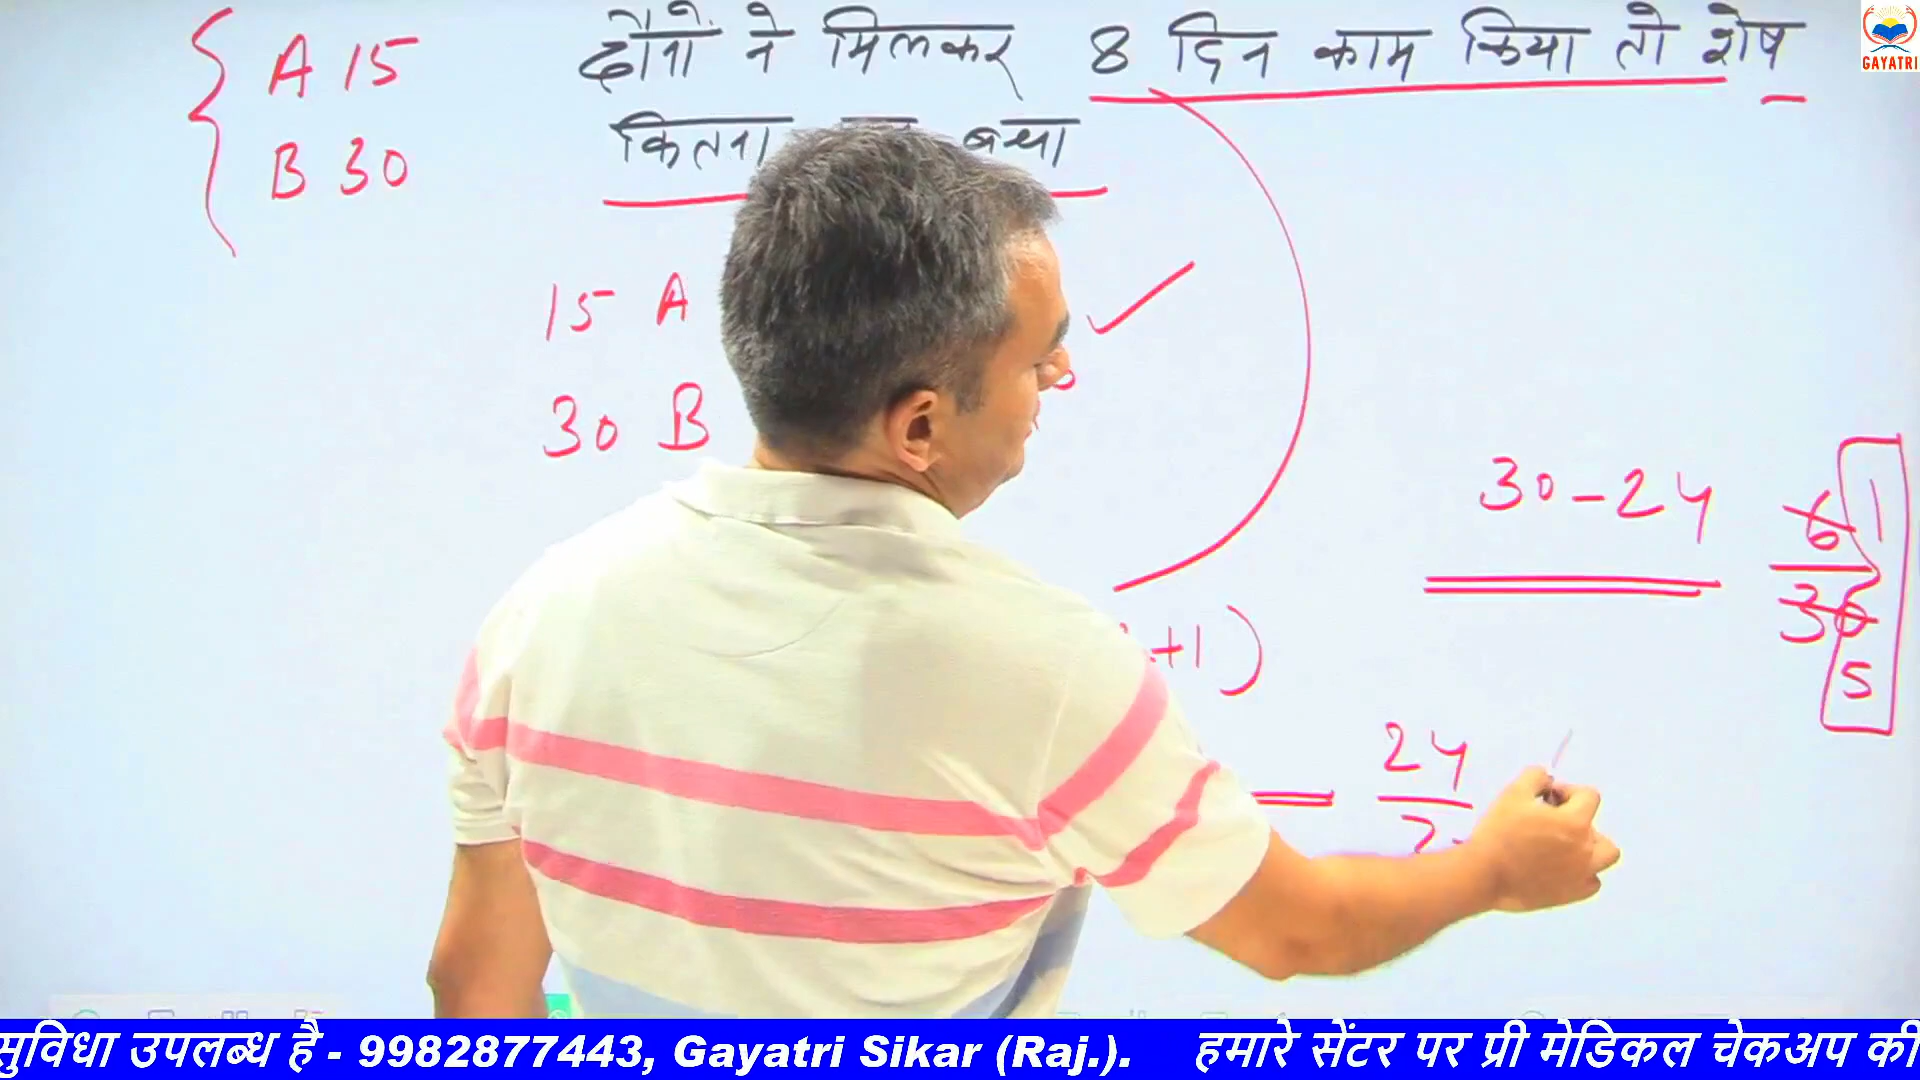 A 15
B 30
दोनों ने मिलकर 8 दिन काम किया तो शेष
कितना बचा
15 A
30 B
30-24
6 1
30
5
+1)
24
GAYATRI
सुविधा उपलब्ध है - 9982877443, Gayatri Sikar (Raj.). हमारे सेंटर पर प्री मेडिकल चेकअप की